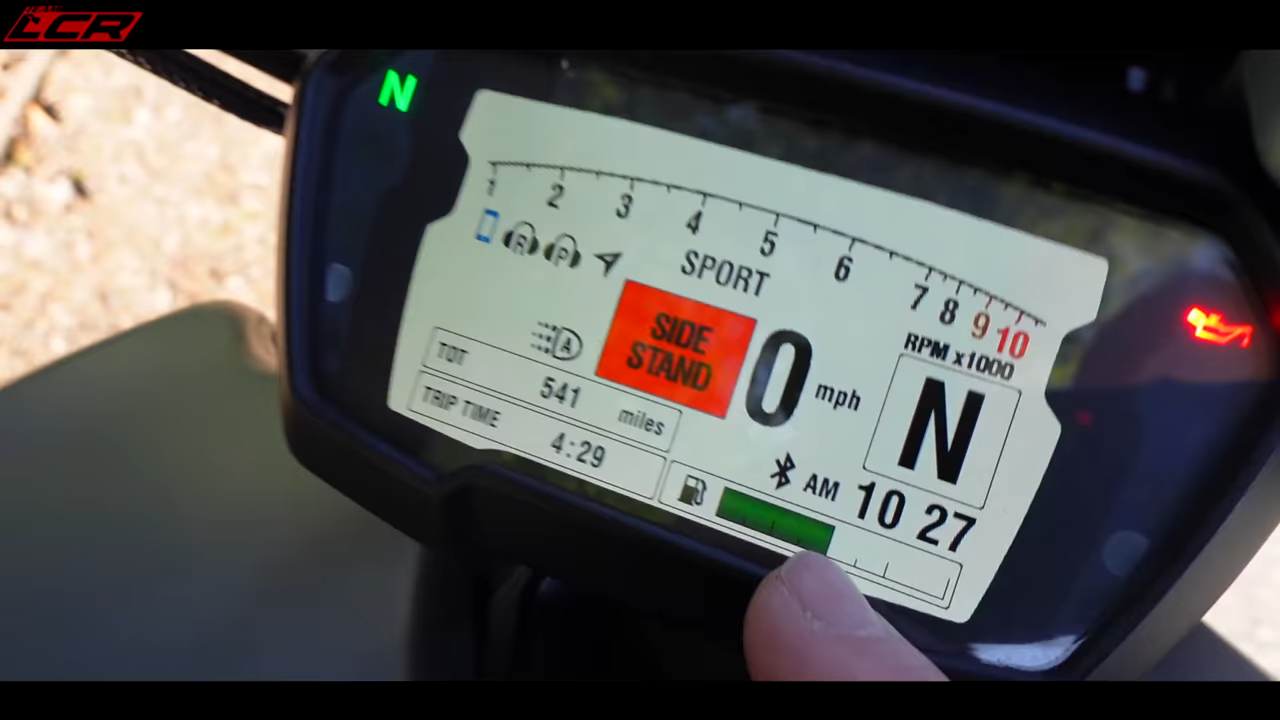 LCR
N
1 2 3 4 5 6 7 8 9 10
RPM x1000
R P
SPORT
A
SIDE
STAND
0 mph
N
TOT
541 miles
TRIP TIME
4:29
AM 10 27